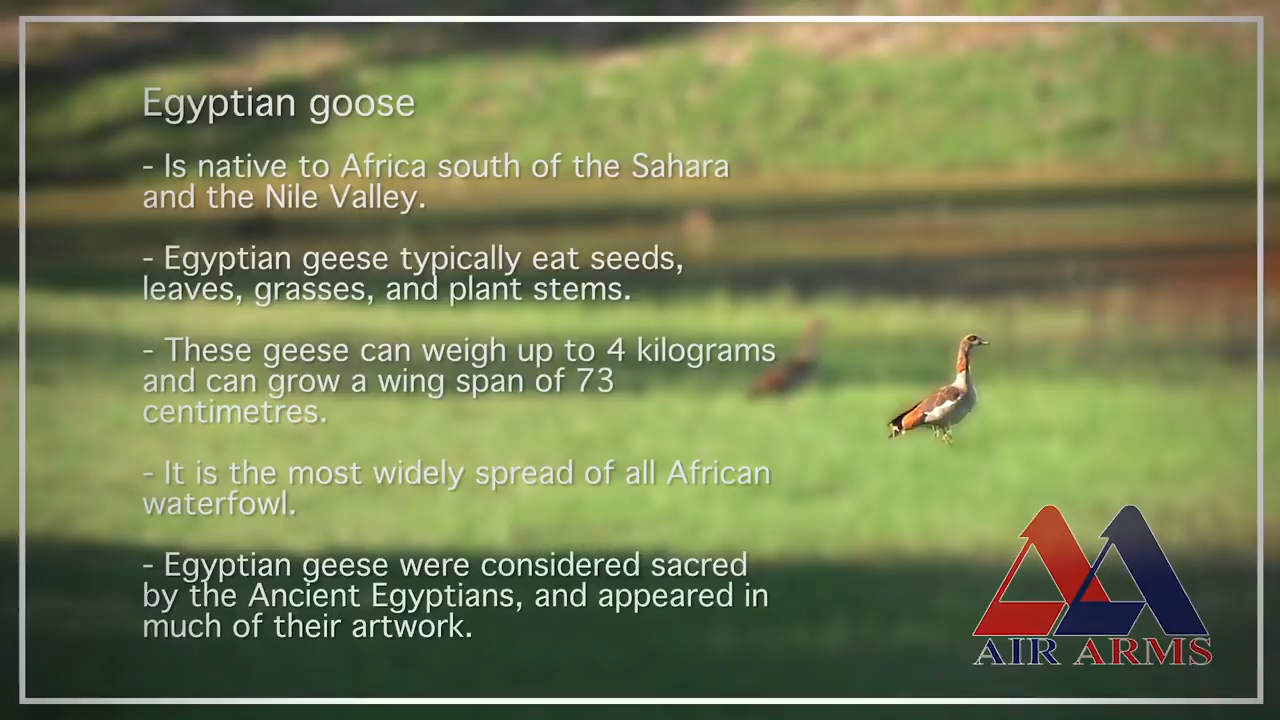 Egyptian goose
- Is native to Africa south of the Sahara
and the Nile Valley.
- Egyptian geese typically eat seeds,
leaves, grasses, and plant stems.
- These geese can weigh up to 4 kilograms
and can grow a wing span of 73
centimetres.
- It is the most widely spread of all African
waterfowl.
- Egyptian geese were considered sacred
by the Ancient Egyptians, and appeared in
much of their artwork.
AIR ARMS